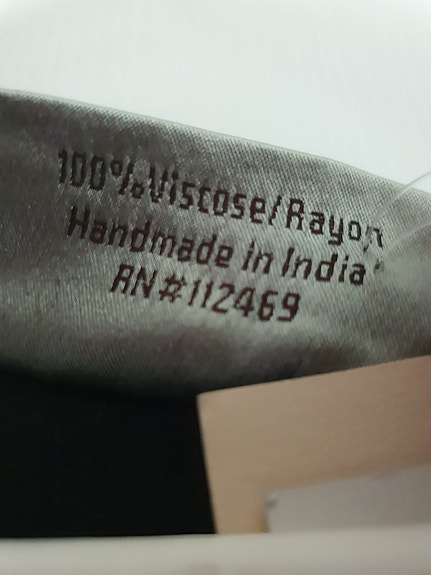 100% Viscose/Rayon
Handmade in India
RN#112469